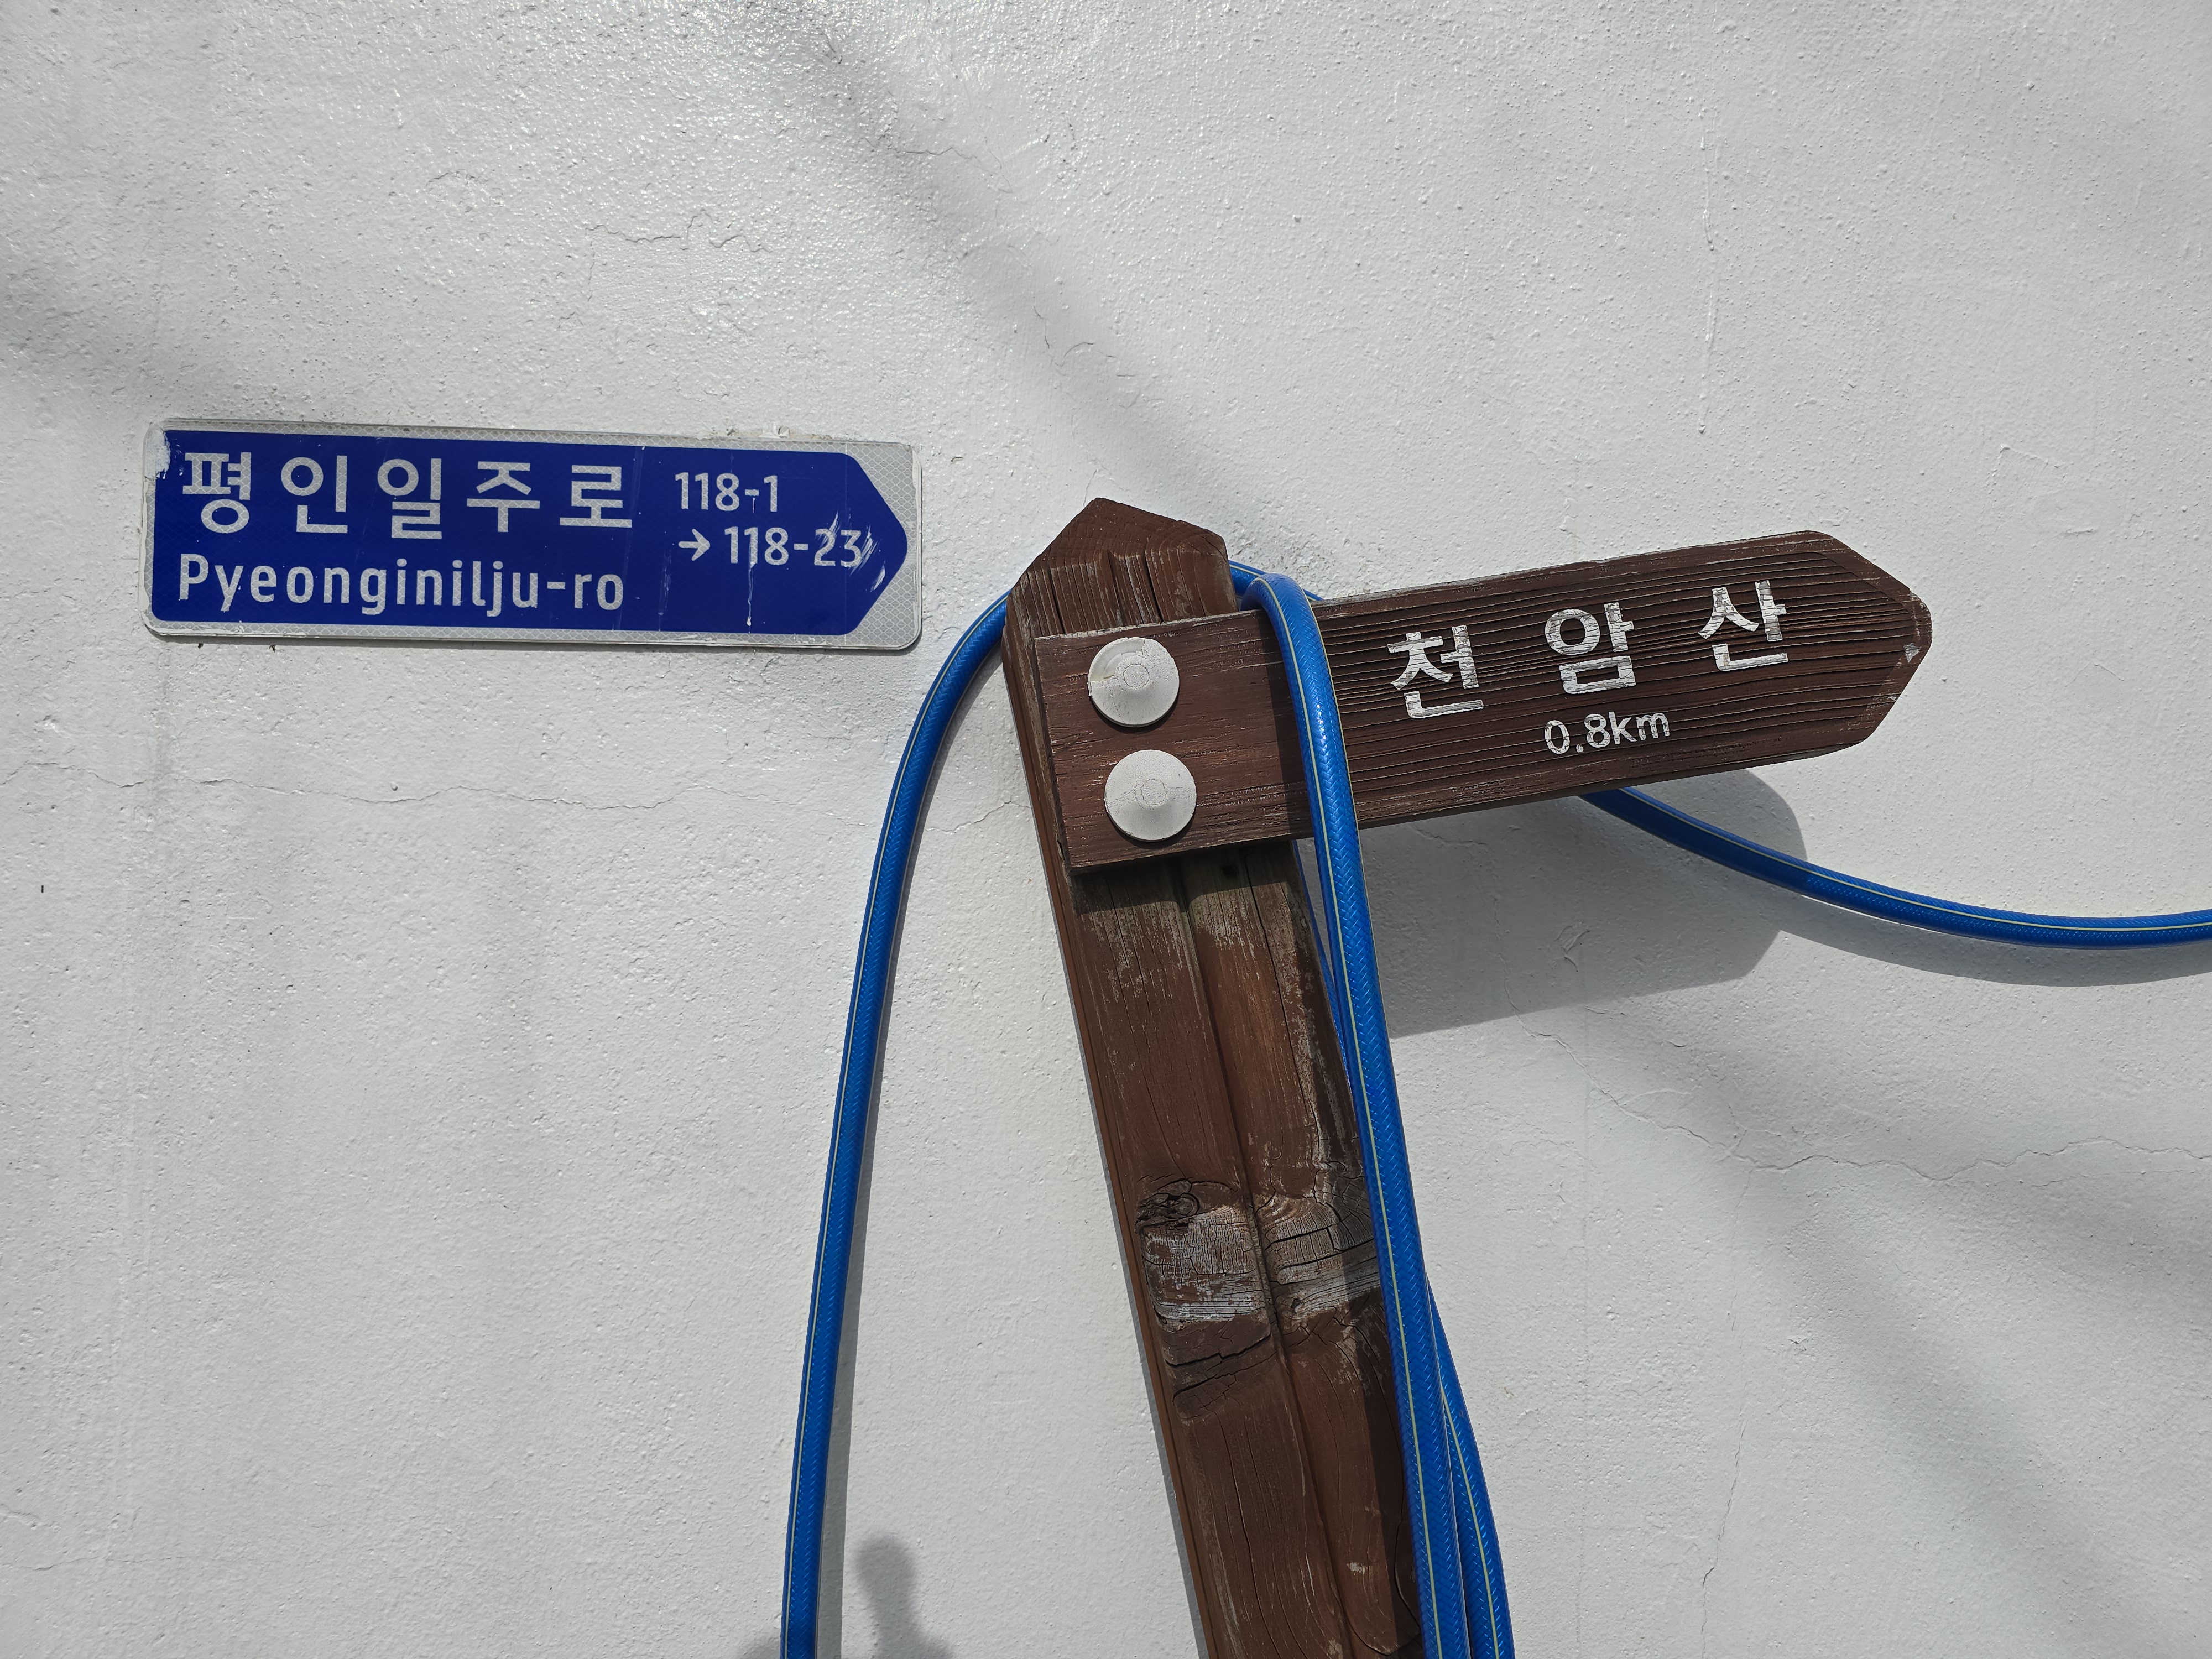 평인일주로
Pyeonginilju-ro
118-1
→ 118-23
천암산
0.8km